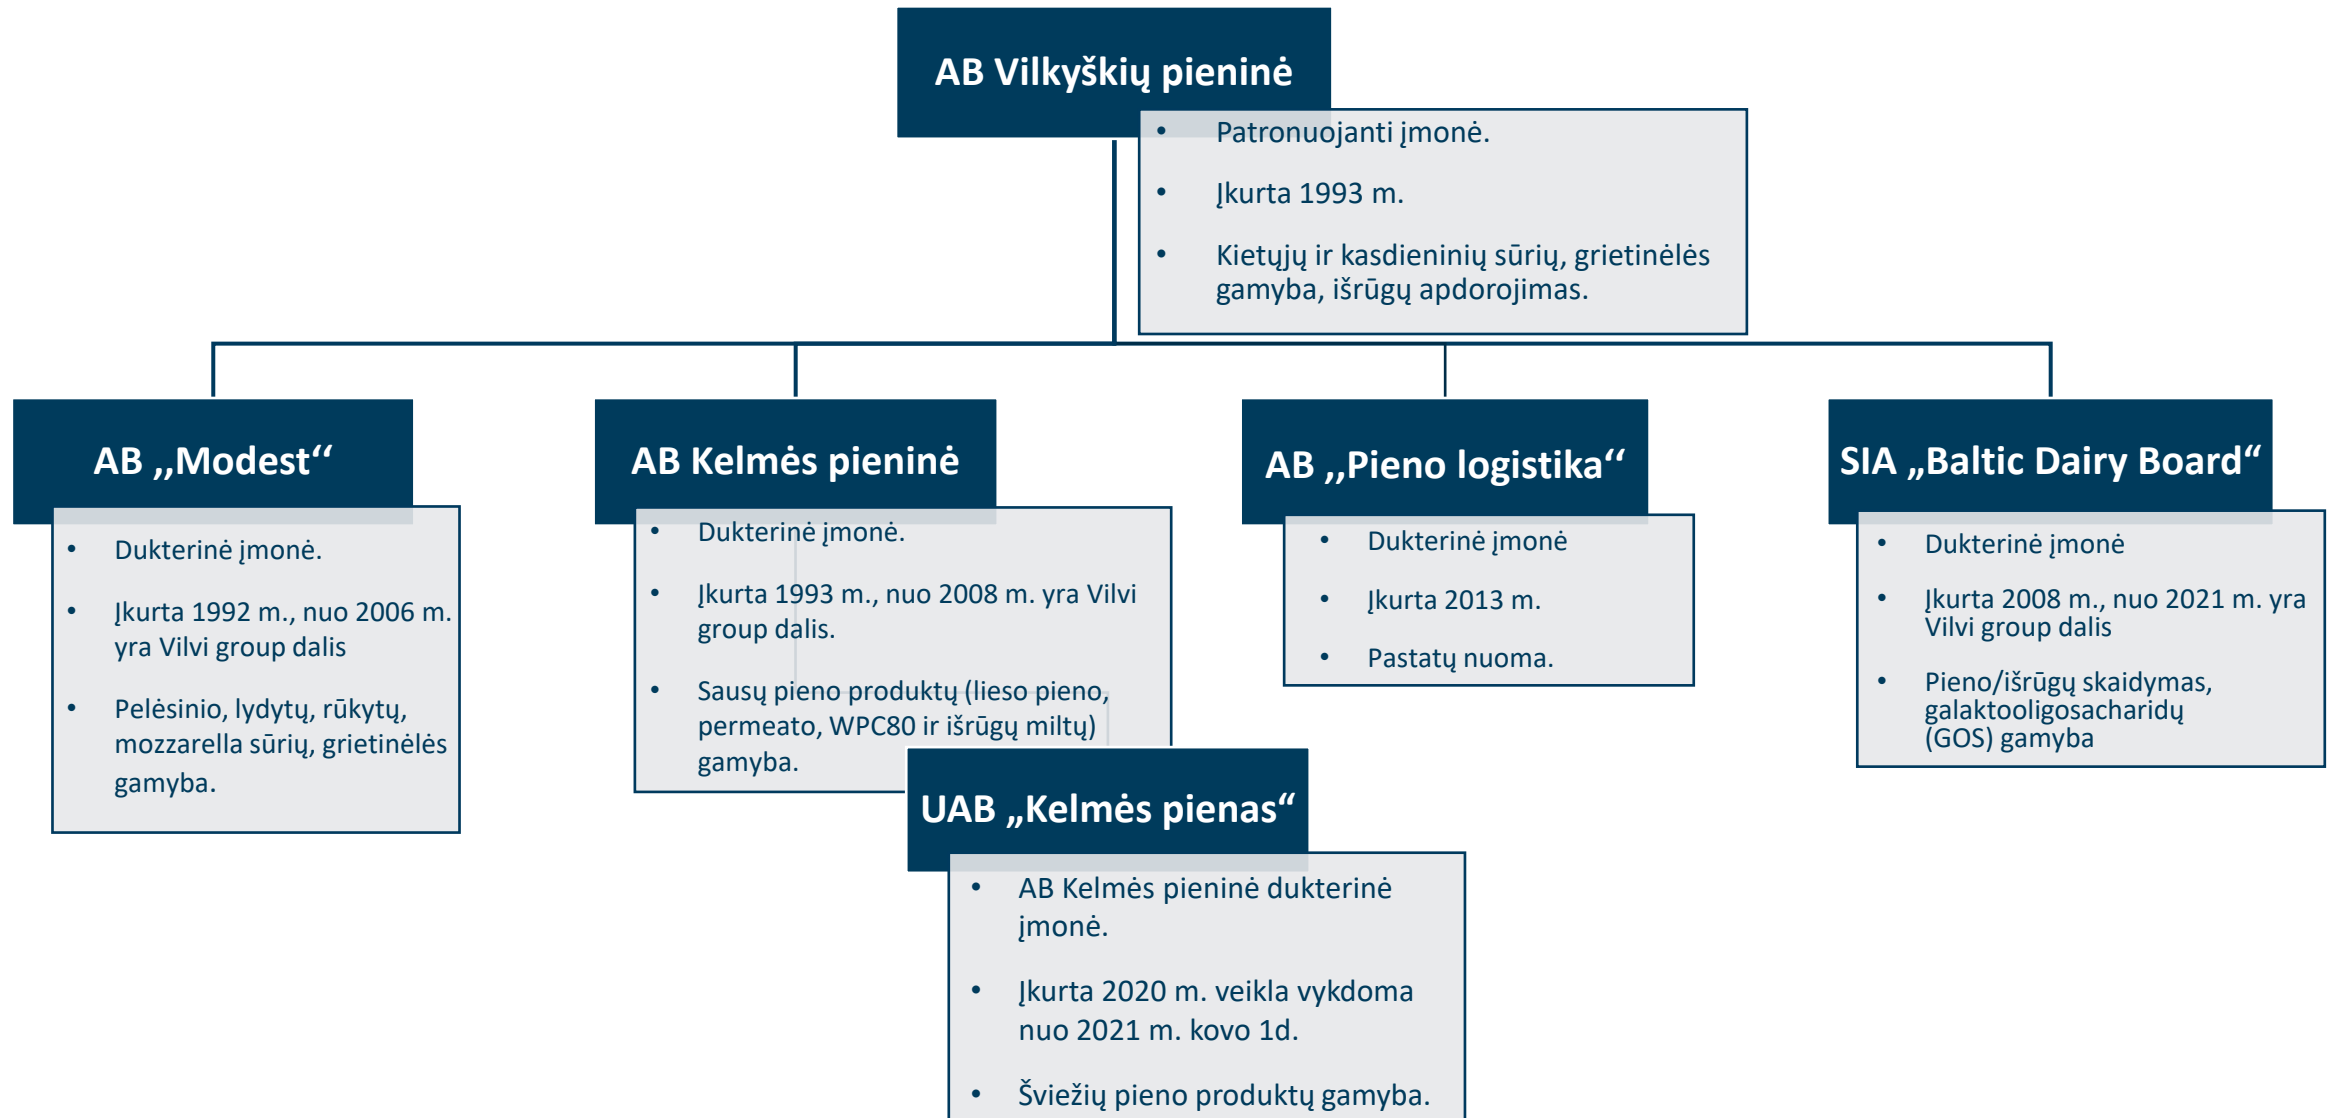 AB Vilkyškių pieninė
• Patronuojanti įmonė.
• Įkurta 1993 m.
• Kietųjų ir kasdieninių sūrių, grietinėlės
gamyba, išrūgų apdorojimas.
AB ,,Modest‘‘
• Dukterinė įmonė.
• Įkurta 1992 m., nuo 2006 m.
yra Vilvi group dalis
• Pelėsinio, lydytų, rūkytų,
mozzarella sūrių, grietinėlės
gamyba.
AB Kelmės pieninė
• Dukterinė įmonė.
• Įkurta 1993 m., nuo 2008 m. yra Vilvi
group dalis.
• Sausų pieno produktų (lieso pieno,
permeato, WPC80 ir išrūgų miltų)
gamyba.
UAB „Kelmės pienas“
• AB Kelmės pieninė dukterinė
įmonė.
• Įkurta 2020 m. veikla vykdoma
nuo 2021 m. kovo 1d.
• Šviežių pieno produktų gamyba.
AB ,,Pieno logistika‘‘
• Dukterinė įmonė
• Įkurta 2013 m.
• Pastatų nuoma.
SIA „Baltic Dairy Board“
• Dukterinė įmonė
• Įkurta 2008 m., nuo 2021 m. yra
Vilvi group dalis
• Pieno/išrūgų skaidymas,
galaktooligosacharidų
(GOS) gamyba